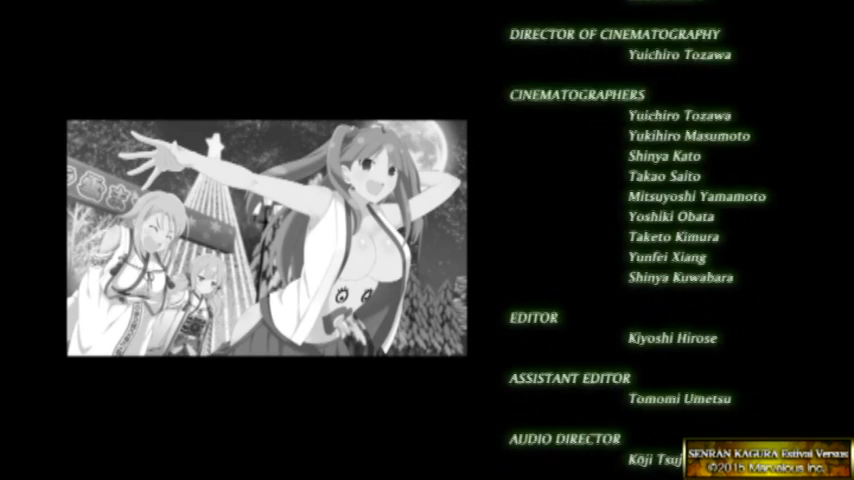 DIRECTOR OF CINEMATOGRAPHY
Yuichiro Tozawa
CINEMATOGRAPHERS
Yuichiro Tozawa
Yukihiro Masumoto
Shinya Kato
Takao Saito
Mitsuyoshi Yamamoto
Yoshiki Obata
Taketo Kimura
Yunfei Xiang
Shinya Kuwabara
EDITOR
Kiyoshi Hirose
ASSISTANT EDITOR
Tomomi Umetsu
AUDIO DIRECTOR
Kōji Tsuj
SENRAN KAGURA Estival Versus
©2015 Marvelous Inc.